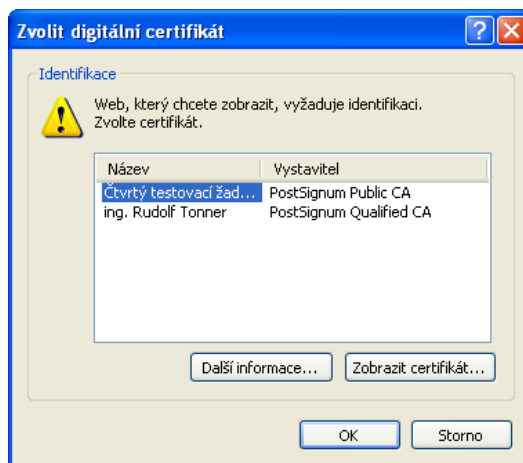 Zvolit digitální certifikát
Identifikace
Web, který chcete zobrazit, vyžaduje identifikaci.
Zvolte certifikát.
Název Vystavitel
Čtvrtý testovací žad... PostSignum Public CA
ing. Rudolf Tonner PostSignum Qualified CA
Další informace... Zobrazit certifikát...
OK Storno